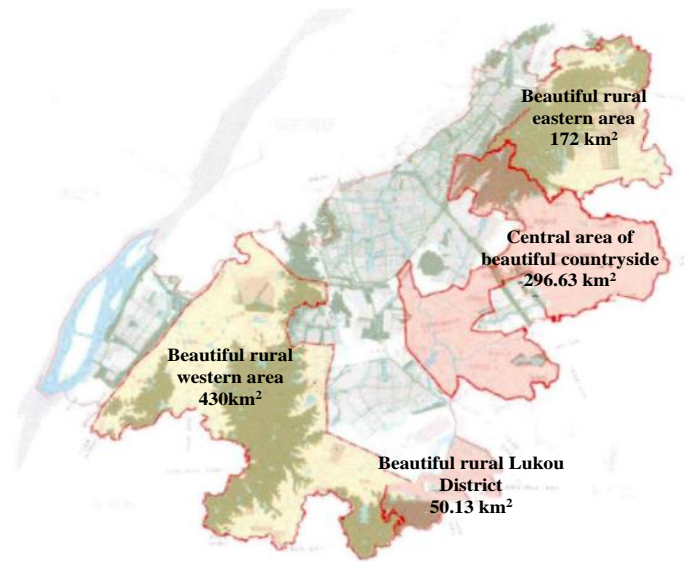 Beautiful rural
eastern area
172 km²
Central area of
beautiful countryside
296.63 km²
Beautiful rural
western area
430km²
Beautiful rural Lukou
District
50.13 km²